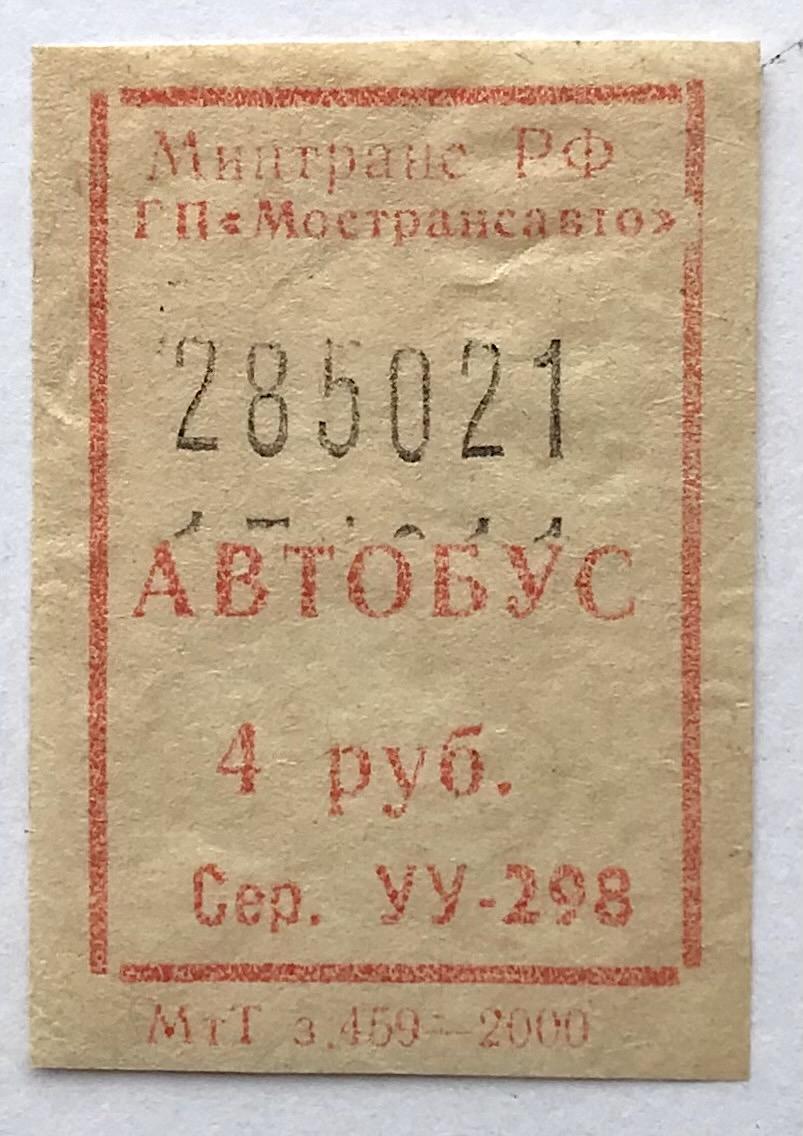 Минтранс РФ
ГП «Мострансавто»
285021
АВТОБУС
4 руб.
Сер. УУ-298
МтТ з.459—2000